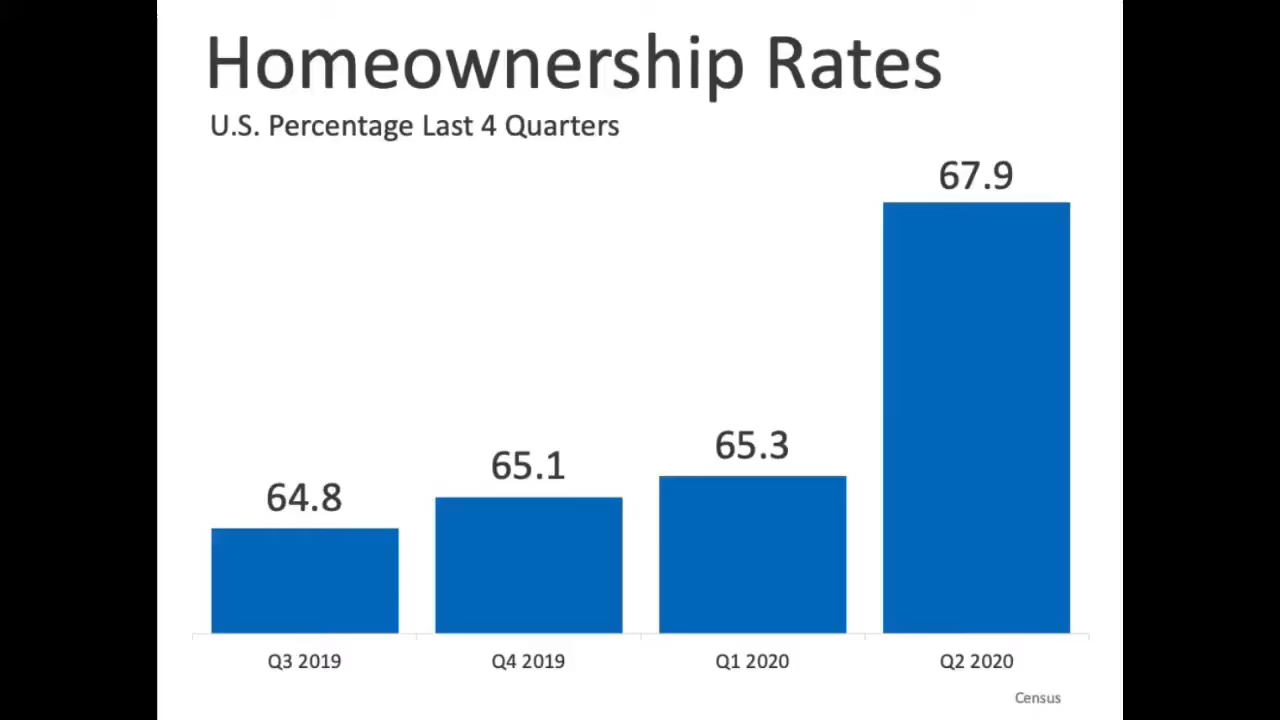 Homeownership Rates
U.S. Percentage Last 4 Quarters
67.9
65.3
65.1
64.8
Q3 2019 Q4 2019 Q1 2020 Q2 2020
Census